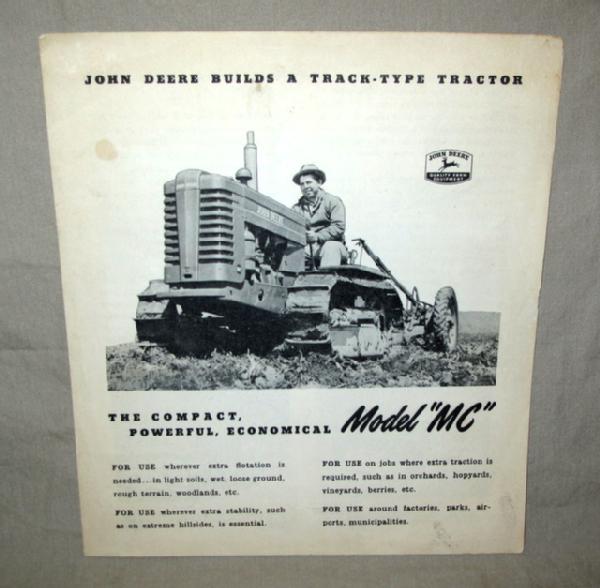 JOHN DEERE BUILDS A TRACK-TYPE TRACTOR
JOHN DEERE
QUALITY FARM
EQUIPMENT
JOHN DEERE
THE COMPACT,
POWERFUL, ECONOMICAL Model "MC"
FOR USE wherever extra flotation is
needed...in light soils, wet, loose ground,
rough terrain, woodlands, etc.
FOR USE wherever extra stability, such
as on extreme hillsides, is essential.
FOR USE on jobs where extra traction is
required, such as in orchards, hopyards,
vineyards, berries, etc.
FOR USE around factories, parks, air-
ports, municipalities.